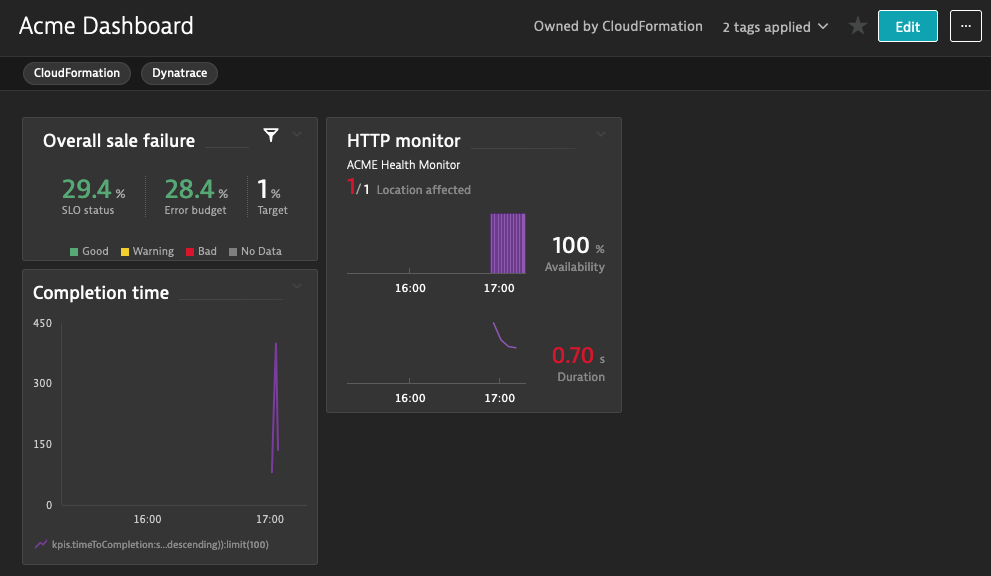 Acme Dashboard
Owned by CloudFormation
2 tags applied
Edit
...
CloudFormation
Dynatrace
Overall sale failure
29.4 %
SLO status
28.4 %
Error budget
1 %
Target
Good
Warning
Bad
No Data
HTTP monitor
ACME Health Monitor
1/1 Location affected
100 %
Availability
16:00
17:00
0.70 s
Duration
16:00
17:00
Completion time
450
300
150
0
16:00
17:00
kpis.timeToCompletion:s...descending)):limit(100)